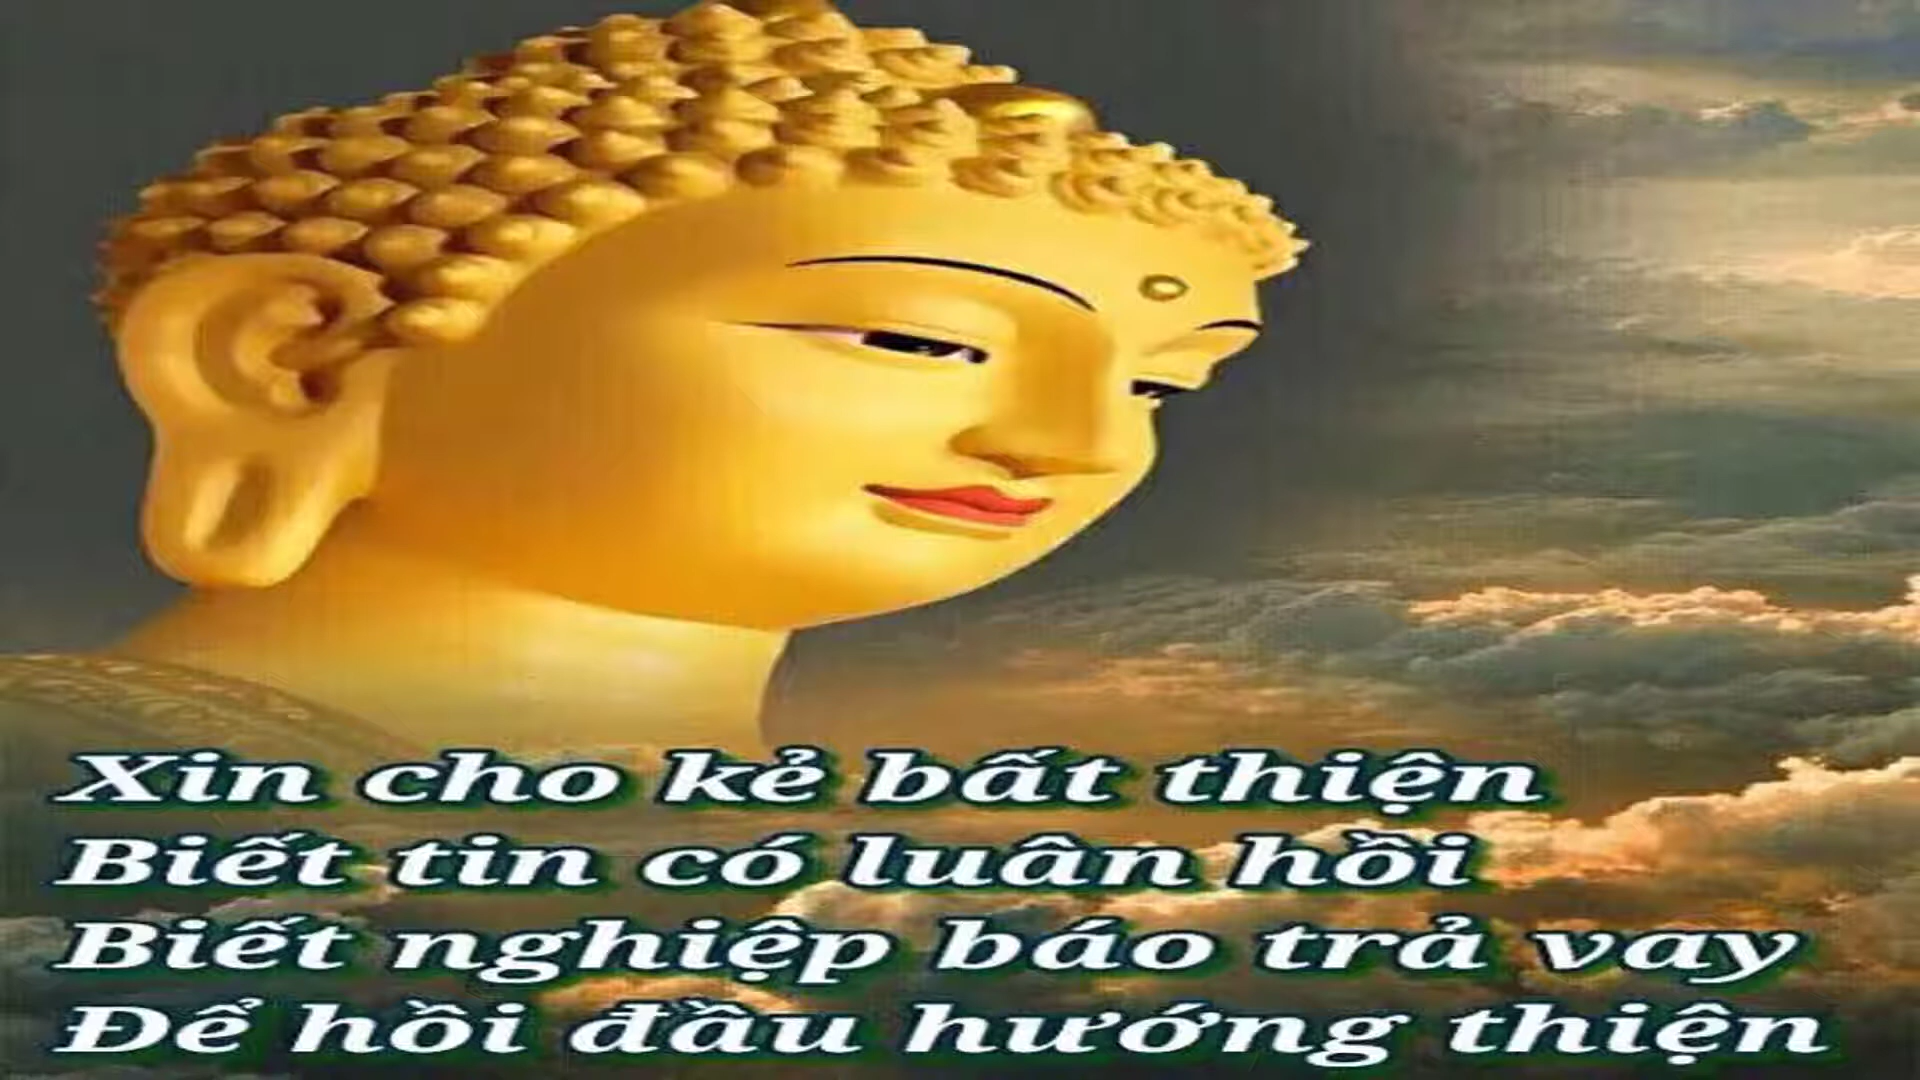 Xin cho kẻ bất thiện
Biết tin có luân hồi
Biết nghiệp báo trả vay
Để hồi đầu hướng thiện